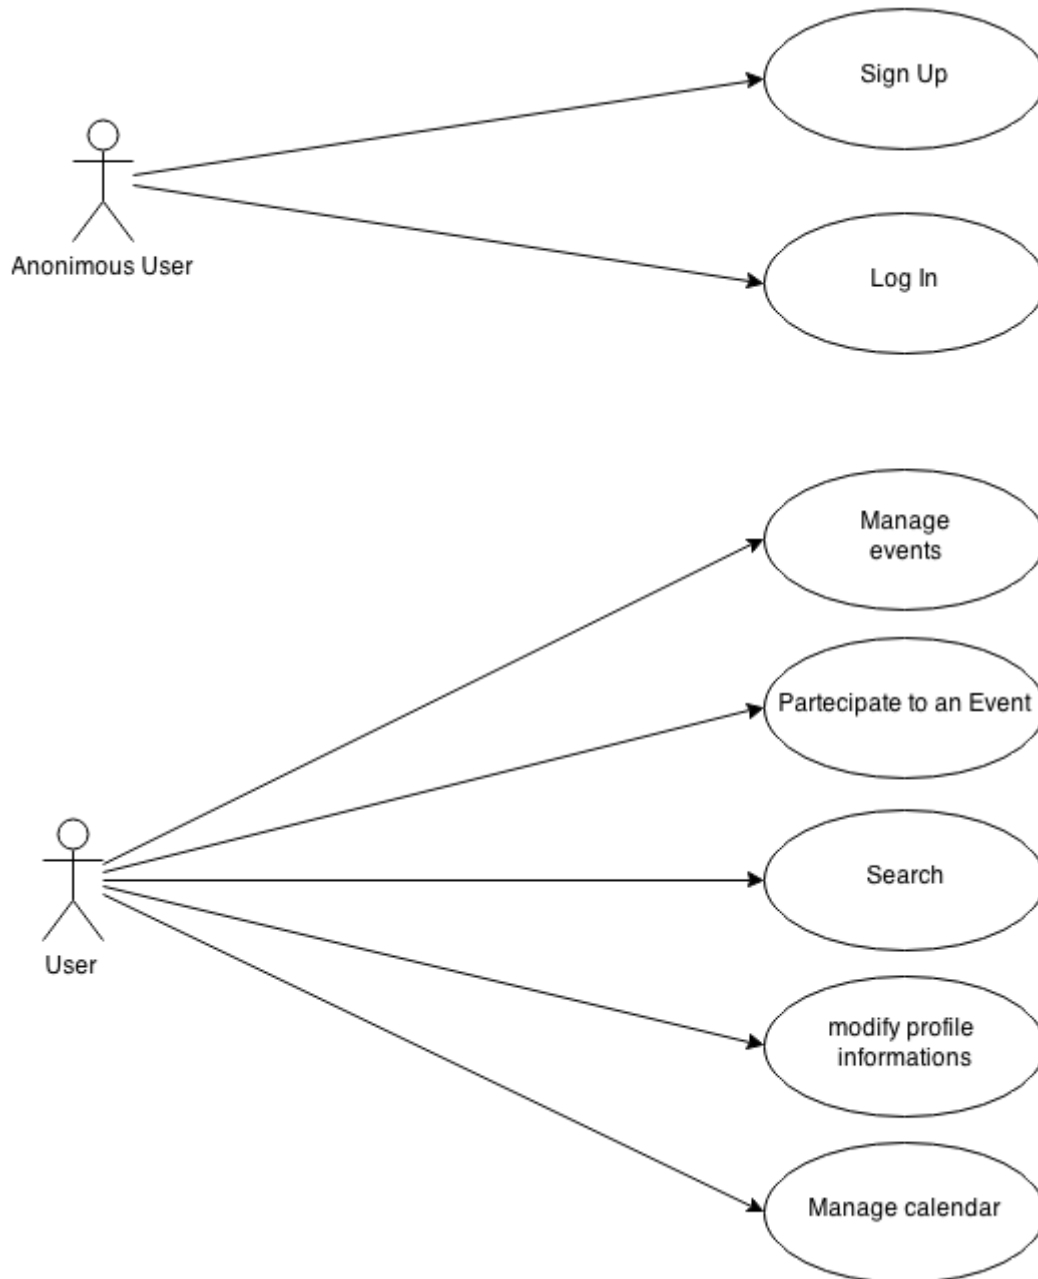 Sign Up
Anonimous User
Log In
Manage
events
Partecipate to an Event
Search
User
modify profile
informations
Manage calendar